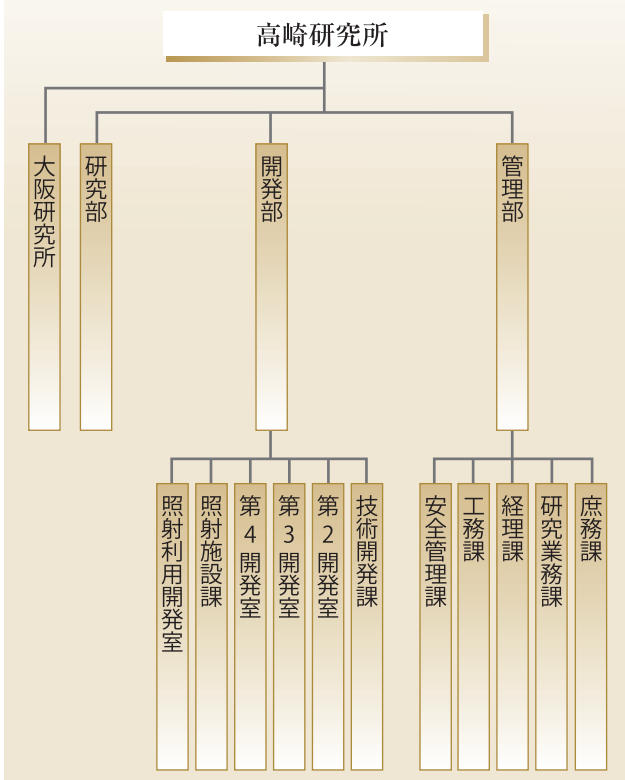 高崎研究所
管理部
開発部
研究部
大阪研究所
庶務課
研究業務課
経理課
工務課
安全管理課
技術開発課
第2開発室
第3開発室
第4開発室
照射施設課
照射利用開発室